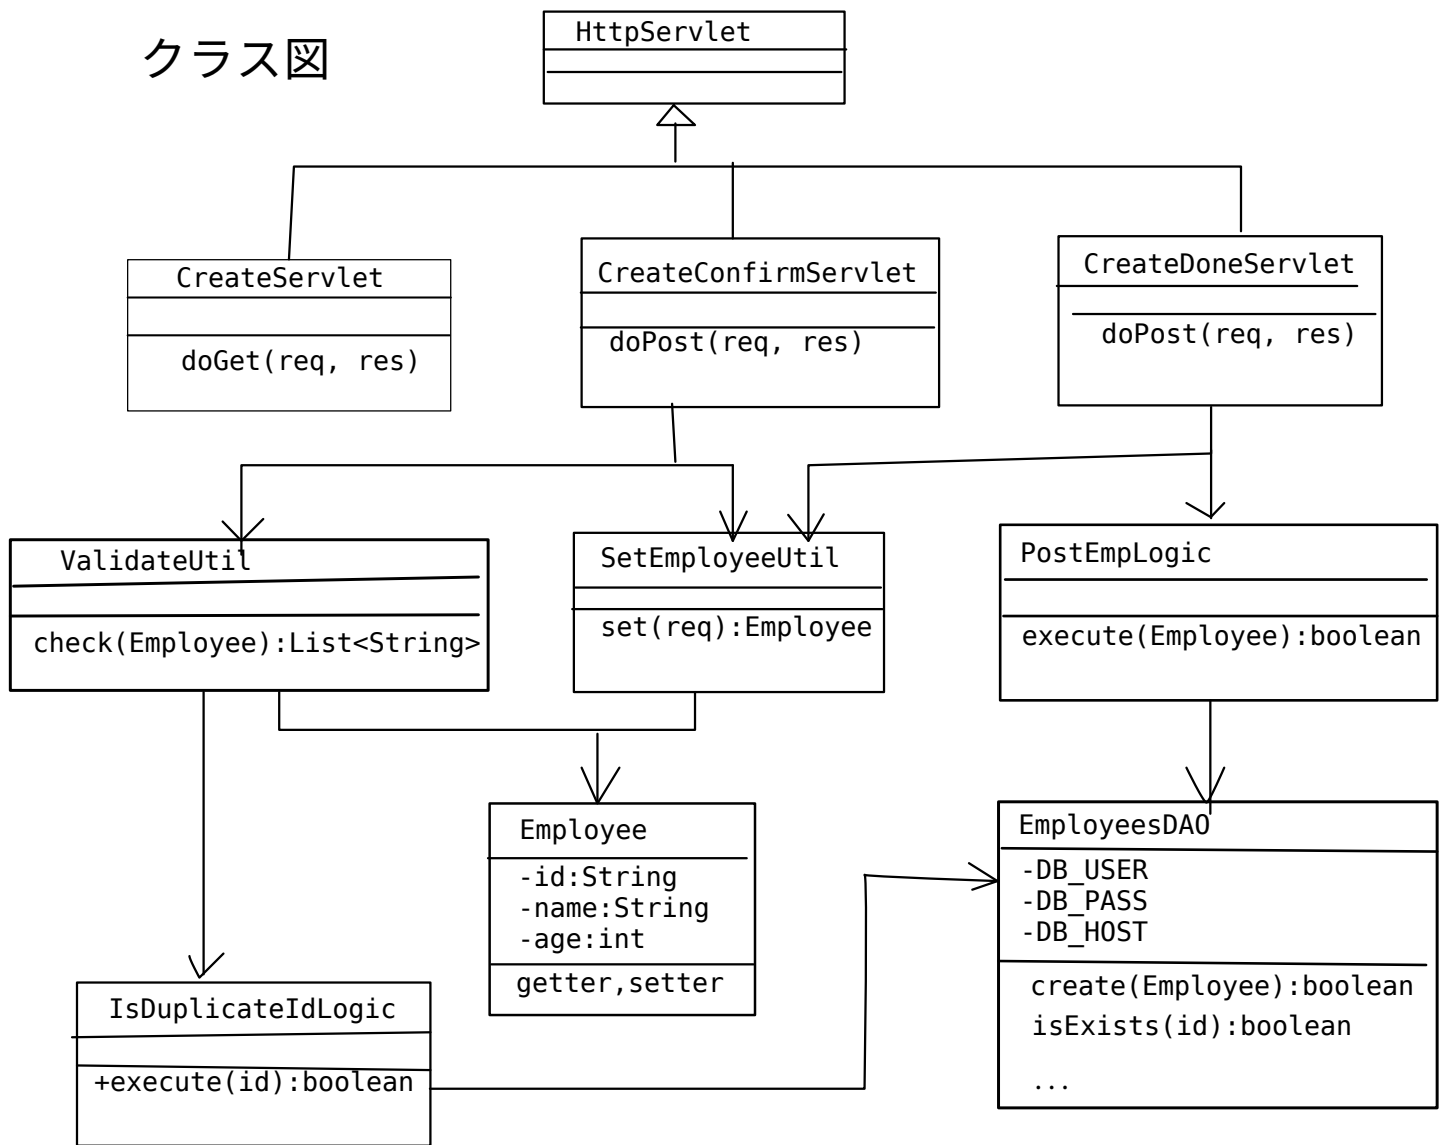 クラス図
HttpServlet
CreateServlet
doGet(req, res)
CreateConfirmServlet
doPost(req, res)
CreateDoneServlet
doPost(req, res)
ValidateUtil
check(Employee):List<String>
SetEmployeeUtil
set(req):Employee
PostEmpLogic
execute(Employee):boolean
Employee
-id:String
-name:String
-age:int
getter,setter
EmployeesDAO
-DB_USER
-DB_PASS
-DB_HOST
create(Employee):boolean
isExists(id):boolean
...
IsDuplicateIdLogic
+execute(id):boolean